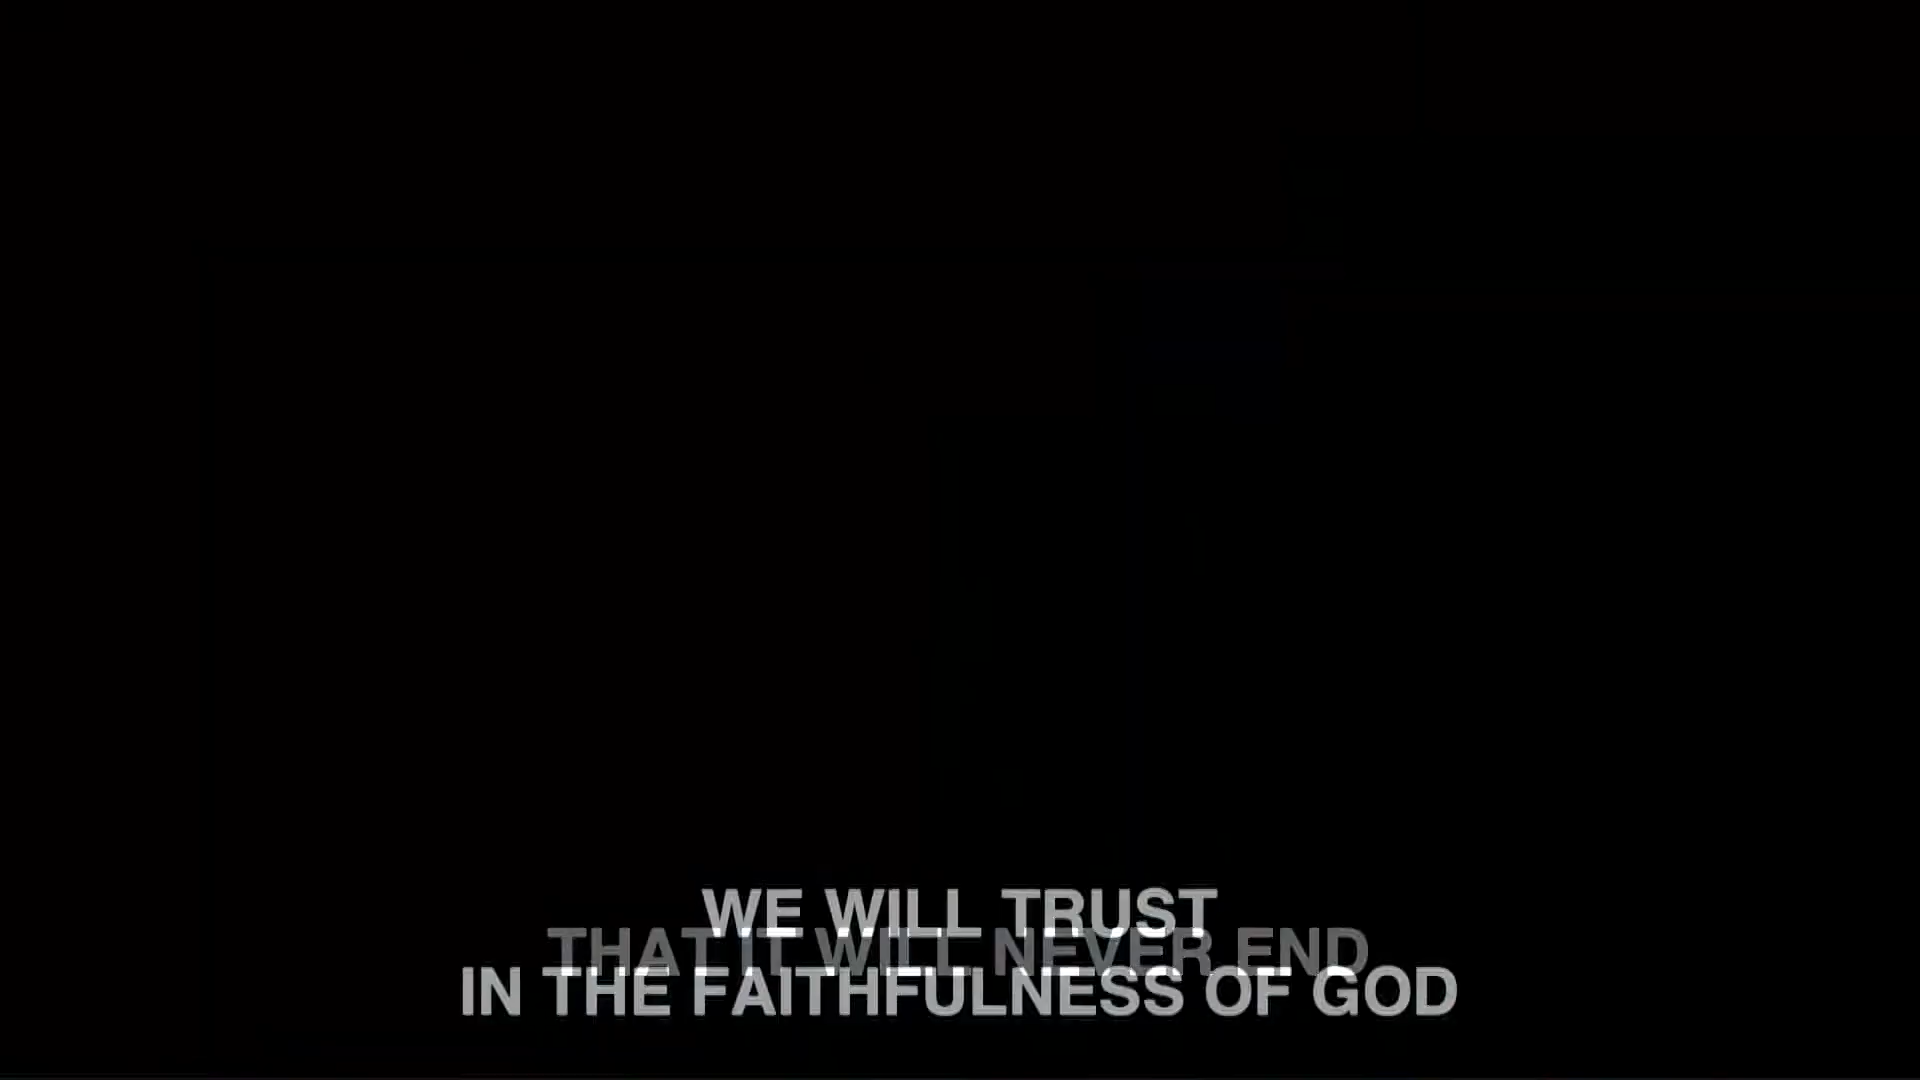 WE WILL TRUST
THAT IT WILL NEVER END
IN THE FAITHFULNESS OF GOD